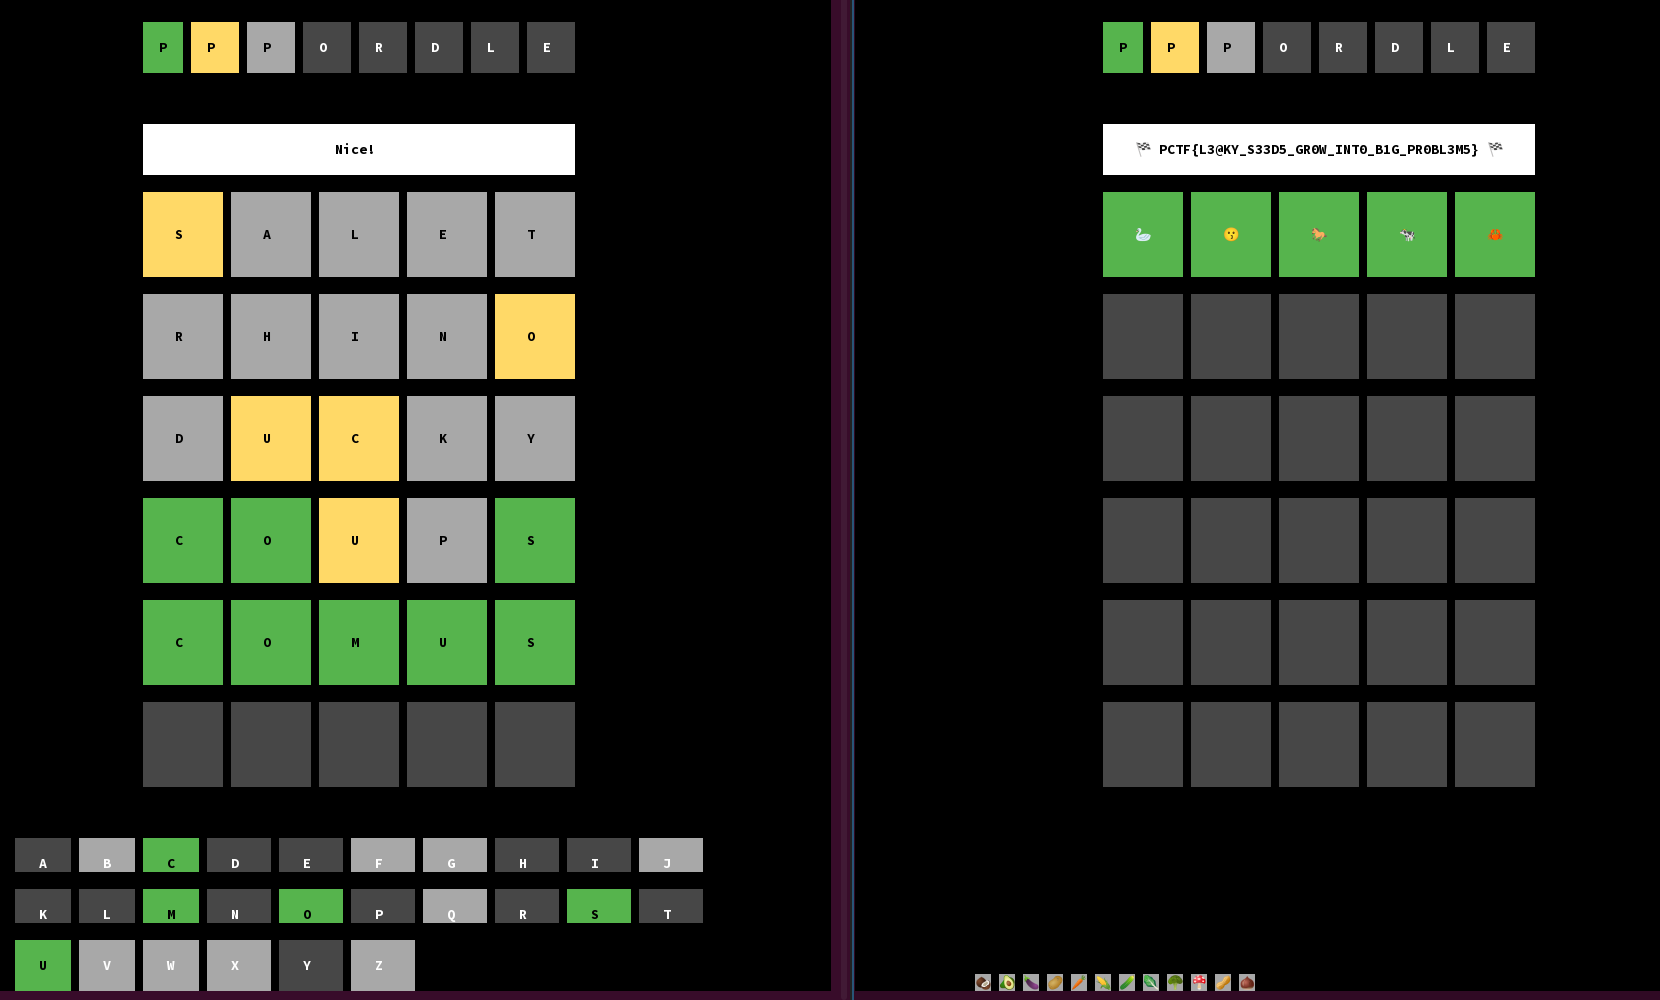 P P P O R D L E
Nice!
S A L E T
R H I N O
D U C K Y
C O U P S
C O M U S
A B C D E F G H I J
K L M N O P Q R S T
U V W X Y Z
P P P O R D L E
🏁 PCTF{L3@KY_S33D5_GR0W_INT0_B1G_PR0BL3M5} 🏁